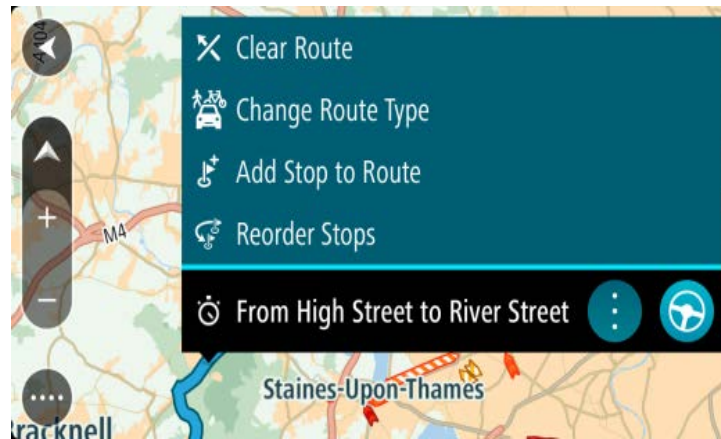 A104
Clear Route
Change Route Type
Add Stop to Route
M4
Reorder Stops
From High Street to River Street
Staines-Upon-Thames
racknell